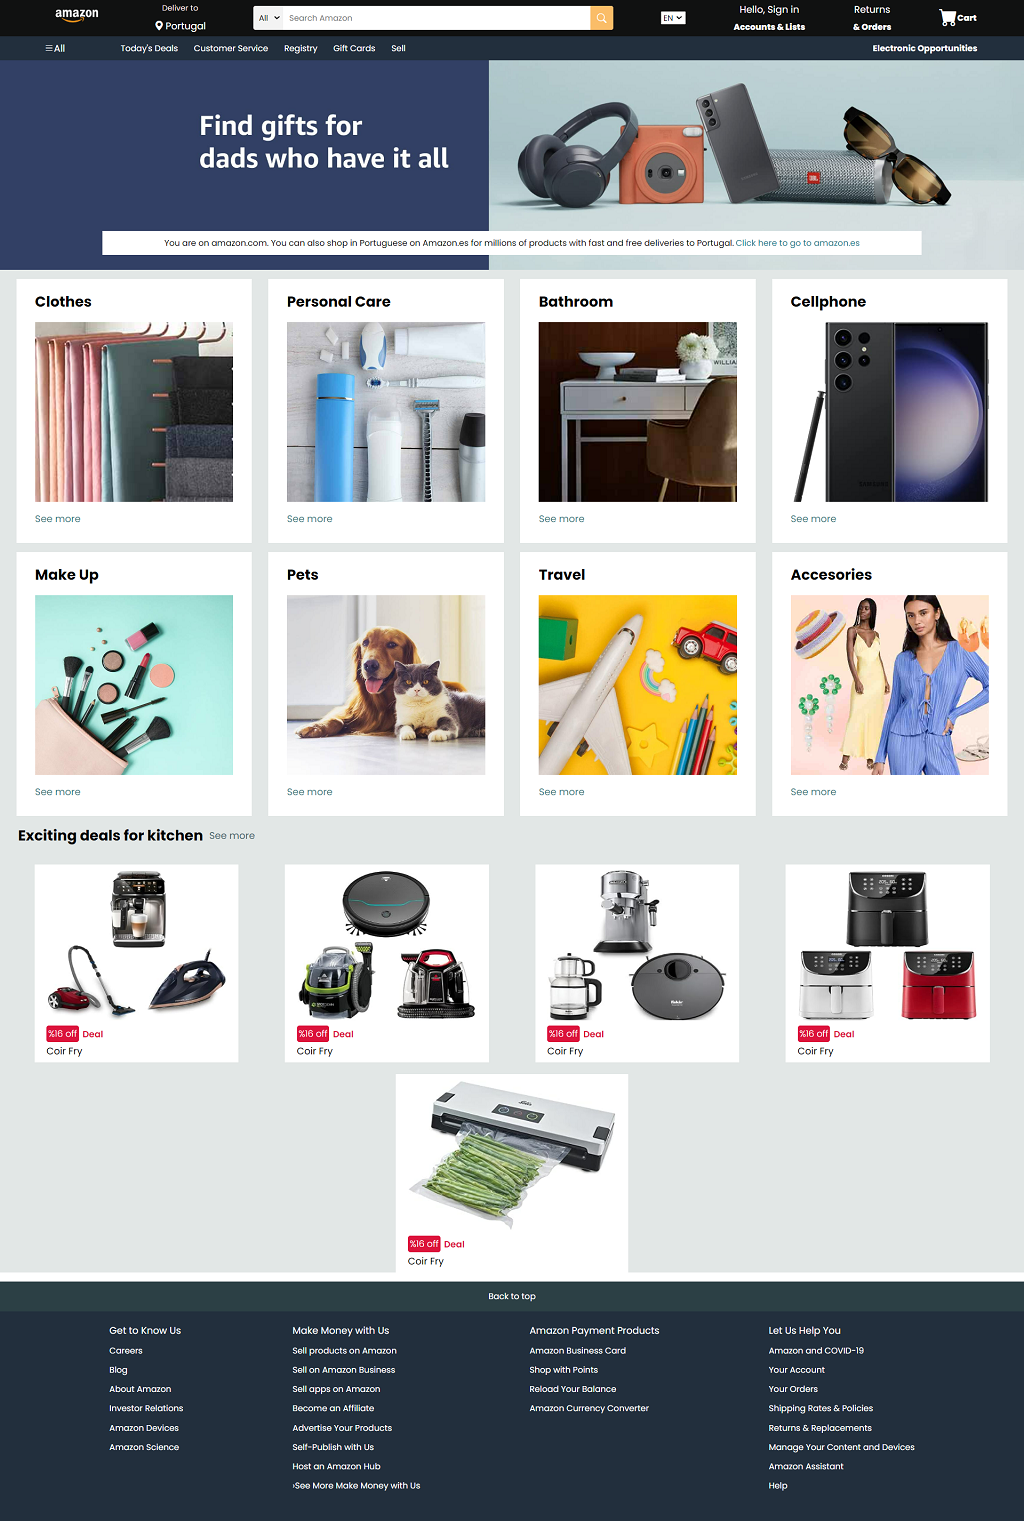 amazon
Deliver to
Portugal
All
Search Amazon
EN
Hello, Sign in
Accounts & Lists
Returns
& Orders
Cart
All
Today's Deals
Customer Service
Registry
Gift Cards
Sell
Electronic Opportunities
Find gifts for
dads who have it all
SAMSUNG
JBL
You are on amazon.com. You can also shop in Portuguese on Amazon.es for millions of products with fast and free deliveries to Portugal. Click here to go to amazon.es
Clothes
Personal Care
Bathroom
Cellphone
WILLIA
SAMSUNG
See more
See more
See more
See more
Make Up
Pets
Travel
Accesories
See more
See more
See more
See more
Exciting deals for kitchen See more
%16 off Deal
Coir Fry
%16 off Deal
Coir Fry
Fakir
%16 off Deal
Coir Fry
%16 off Deal
Coir Fry
Solis
%16 off Deal
Coir Fry
Back to top
Get to Know Us
Careers
Blog
About Amazon
Investor Relations
Amazon Devices
Amazon Science
Make Money with Us
Sell products on Amazon
Sell on Amazon Business
Sell apps on Amazon
Become an Affiliate
Advertise Your Products
Self-Publish with Us
Host an Amazon Hub
›See More Make Money with Us
Amazon Payment Products
Amazon Business Card
Shop with Points
Reload Your Balance
Amazon Currency Converter
Let Us Help You
Amazon and COVID-19
Your Account
Your Orders
Shipping Rates & Policies
Returns & Replacements
Manage Your Content and Devices
Amazon Assistant
Help